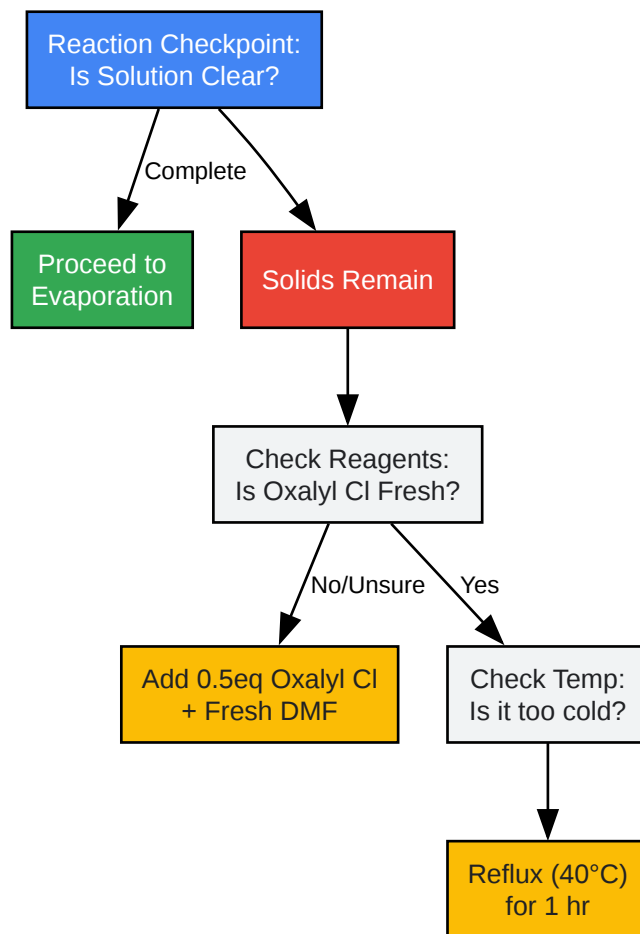 Reaction Checkpoint:
Is Solution Clear?
Complete
Proceed to
Evaporation
Solids Remain
Check Reagents:
Is Oxalyl Cl Fresh?
No/Unsure
Yes
Add 0.5eq Oxalyl Cl
+ Fresh DMF
Check Temp:
Is it too cold?
Reflux (40°C)
for 1 hr